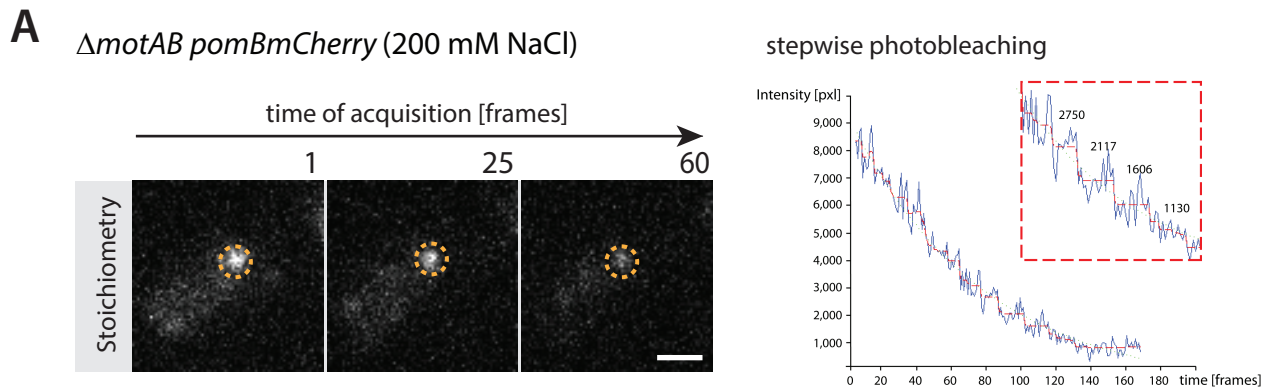 A
ΔmotAB pomBmCherry (200 mM NaCl)
time of acquisition [frames]
1 25 60
Stoichiometry
stepwise photobleaching
Intensity [pxl]
9,000
8,000
7,000
6,000
5,000
4,000
3,000
2,000
1,000
2750
2117
1606
1130
0 20 40 60 80 100 120 140 160 180 time [frames]